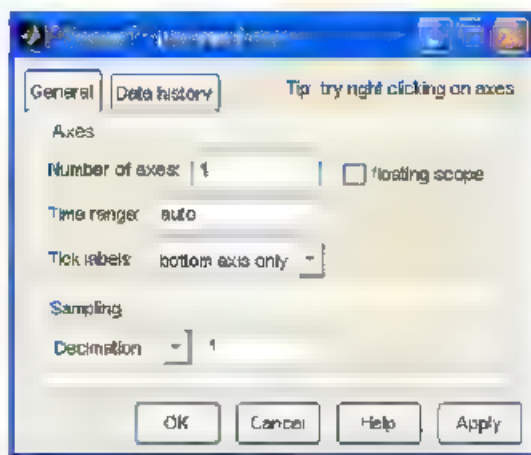 General Data history Tip: try right clicking on axes
Axes
Number of axes: 1 floating scope
Time range: auto
Tick labels: bottom axis only
Sampling
Decimation 1
OK Cancel Help Apply